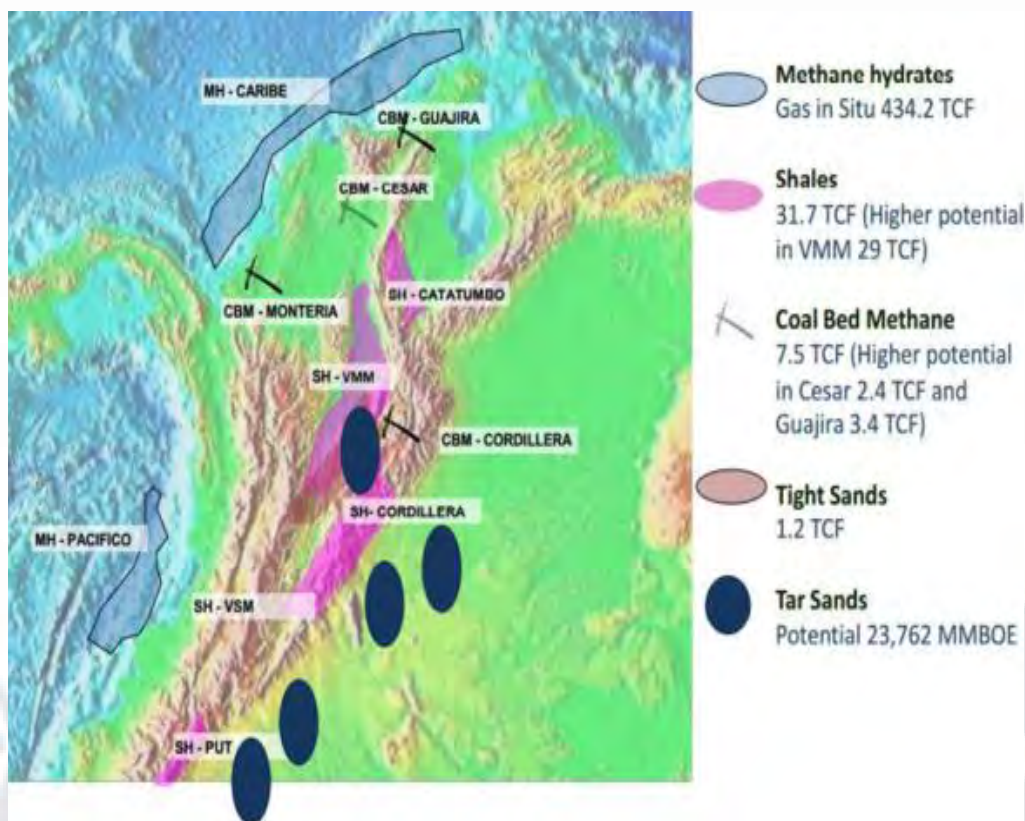 MH - CARIBE
CBM - GUAJIRA
CBM - CESAR
CBM - MONTERIA
SH - CATATUMBO
SH - VMM
CBM - CORDILLERA
SH- CORDILLERA
MH - PACIFICO
SH - VSM
SH - PUT
Methane hydrates
Gas in Situ 434.2 TCF
Shales
31.7 TCF (Higher potential
in VMM 29 TCF)
Coal Bed Methane
7.5 TCF (Higher potential
in Cesar 2.4 TCF and
Guajira 3.4 TCF)
Tight Sands
1.2 TCF
Tar Sands
Potential 23,762 MMBOE